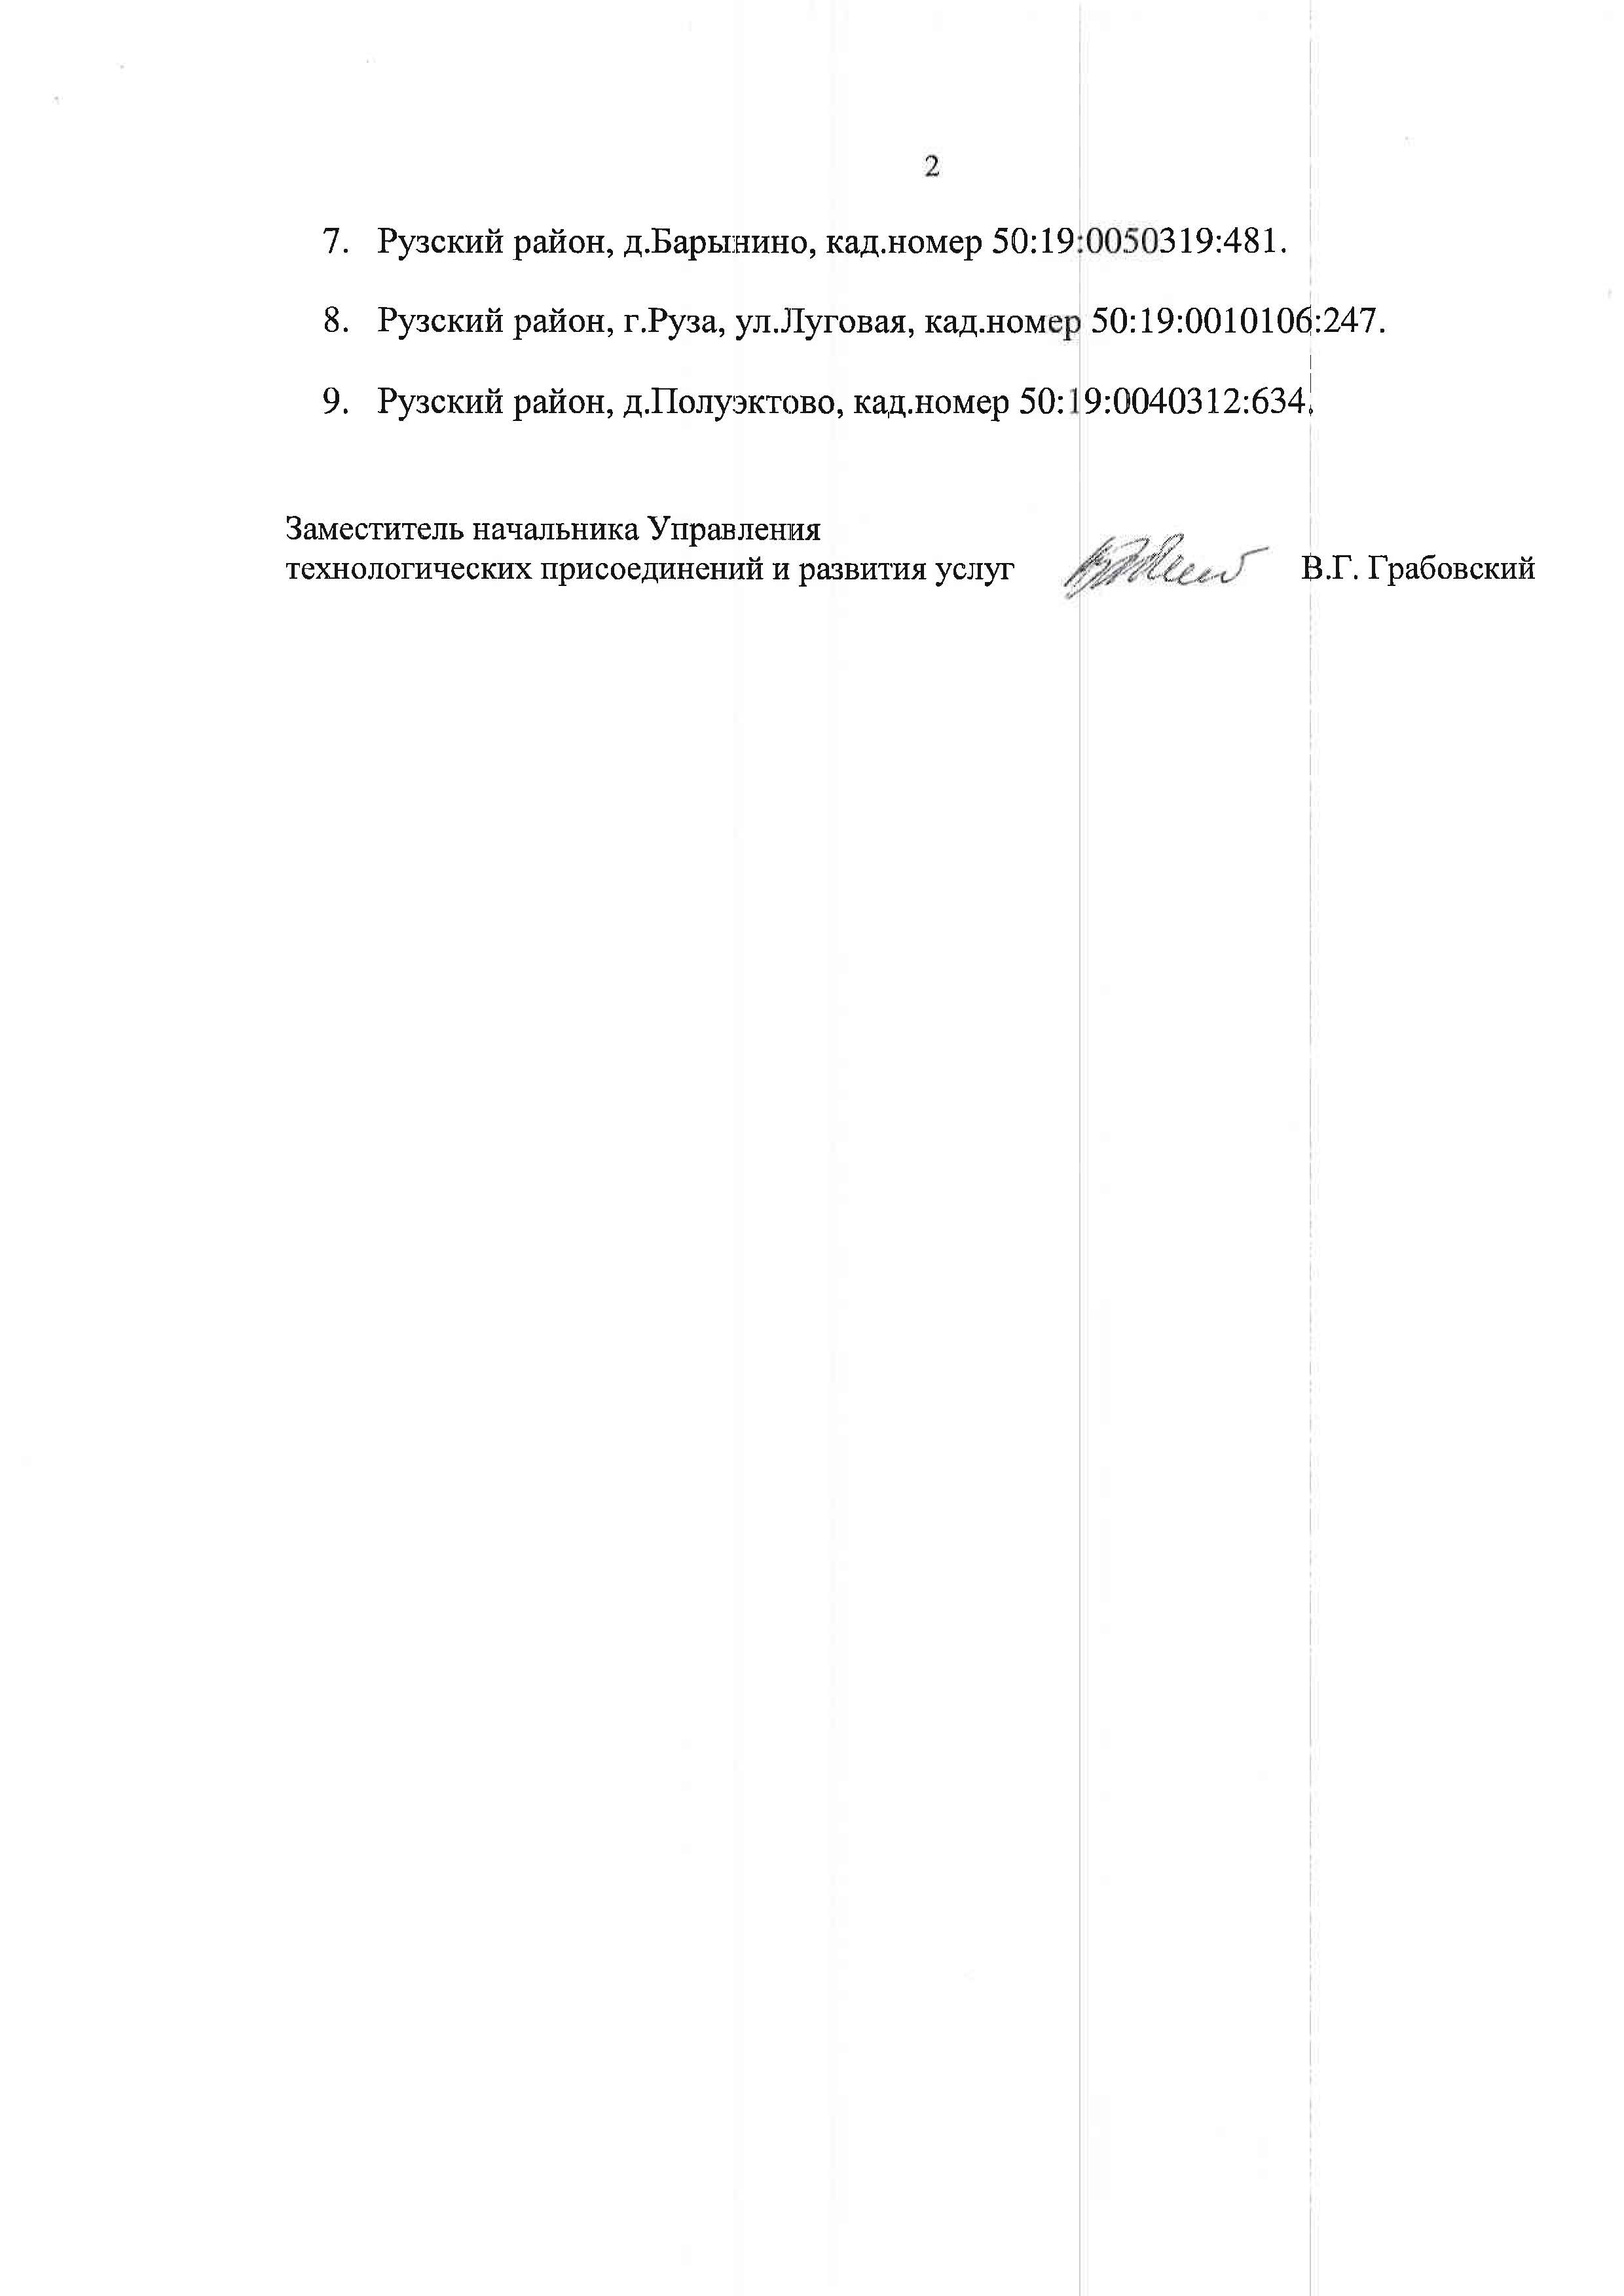 2
7. Рузский район, д.Барынино, кад.номер 50:19:0050319:481.
8. Рузский район, г.Руза, ул.Луговая, кад.номер 50:19:0010106:247.
9. Рузский район, д.Полуэктово, кад.номер 50:19:0040312:634.
Заместитель начальника Управления
технологических присоединений и развития услуг В.Г. Грабовский